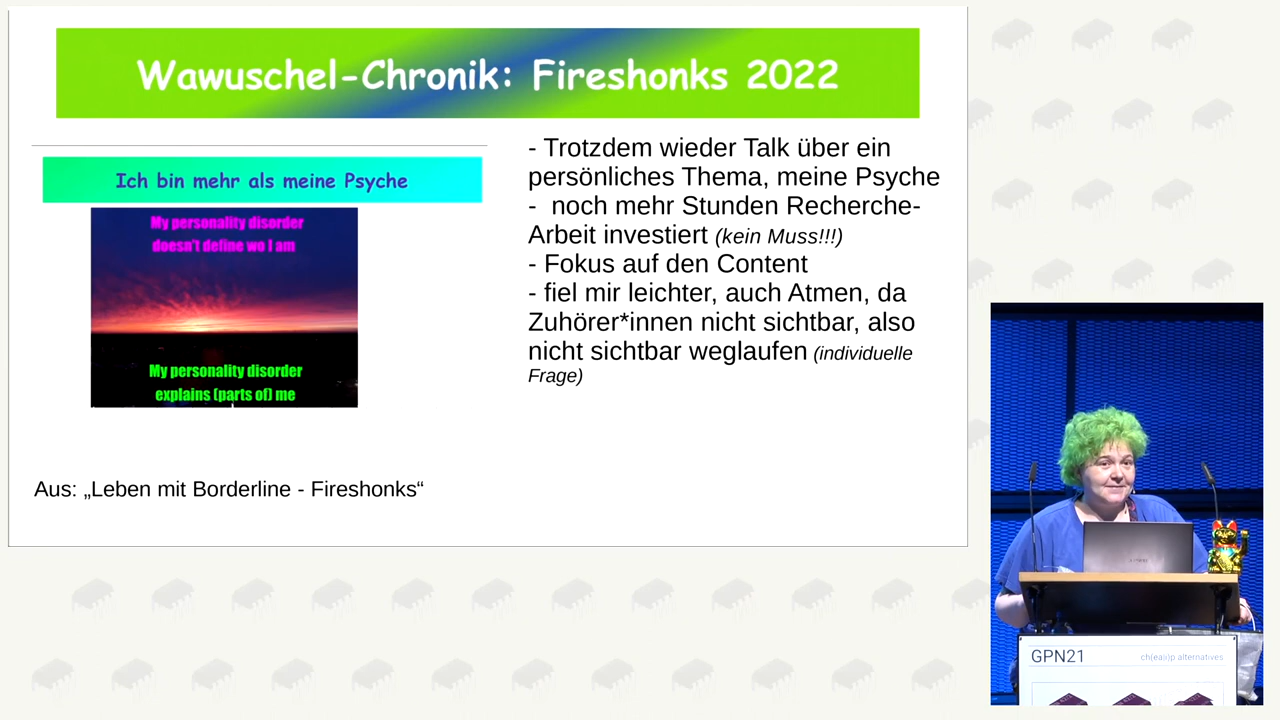 Wawuschel-Chronik: Fireshonks 2022
Ich bin mehr als meine Psyche
My personality disorder
doesn't define wo I am
My personality disorder
explains (parts of) me
Aus: „Leben mit Borderline - Fireshonks“
- Trotzdem wieder Talk über ein
persönliches Thema, meine Psyche
- noch mehr Stunden Recherche-
Arbeit investiert (kein Muss!!!)
- Fokus auf den Content
- fiel mir leichter, auch Atmen, da
Zuhörer*innen nicht sichtbar, also
nicht sichtbar weglaufen (individuelle
Frage)
GPN21
ch(ea)p alternatives